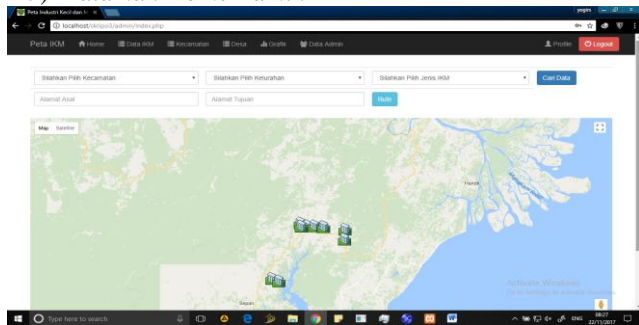 Peta Industri Kecil dan M
yogi
localhost/skripsi3/admin/index.php
Peta IKM Home Data IKM Kecamatan Desa Grafik Data Admin Profile Logout
Silahkan Pilih Kecamatan Silahkan Pilih Kelurahan Silahkan Pilih Jenis IKM Cari Data
Alamat Asal Alamat Tujuan Rute
Map Satellite
Activate Windows
Type here to search
ENG
08:27
22/11/2017